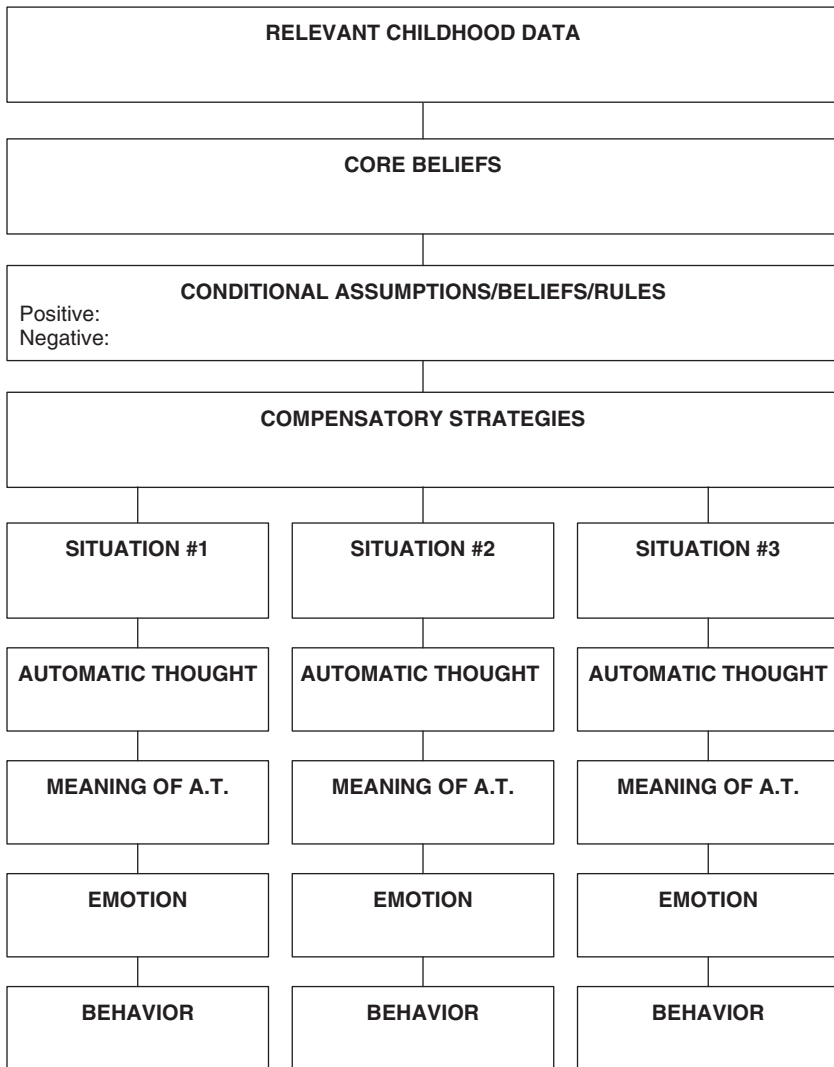 RELEVANT CHILDHOOD DATA
CORE BELIEFS
CONDITIONAL ASSUMPTIONS/BELIEFS/RULES
Positive:
Negative:
COMPENSATORY STRATEGIES
SITUATION #1 SITUATION #2 SITUATION #3
AUTOMATIC THOUGHT AUTOMATIC THOUGHT AUTOMATIC THOUGHT
MEANING OF A.T. MEANING OF A.T. MEANING OF A.T.
EMOTION EMOTION EMOTION
BEHAVIOR BEHAVIOR BEHAVIOR